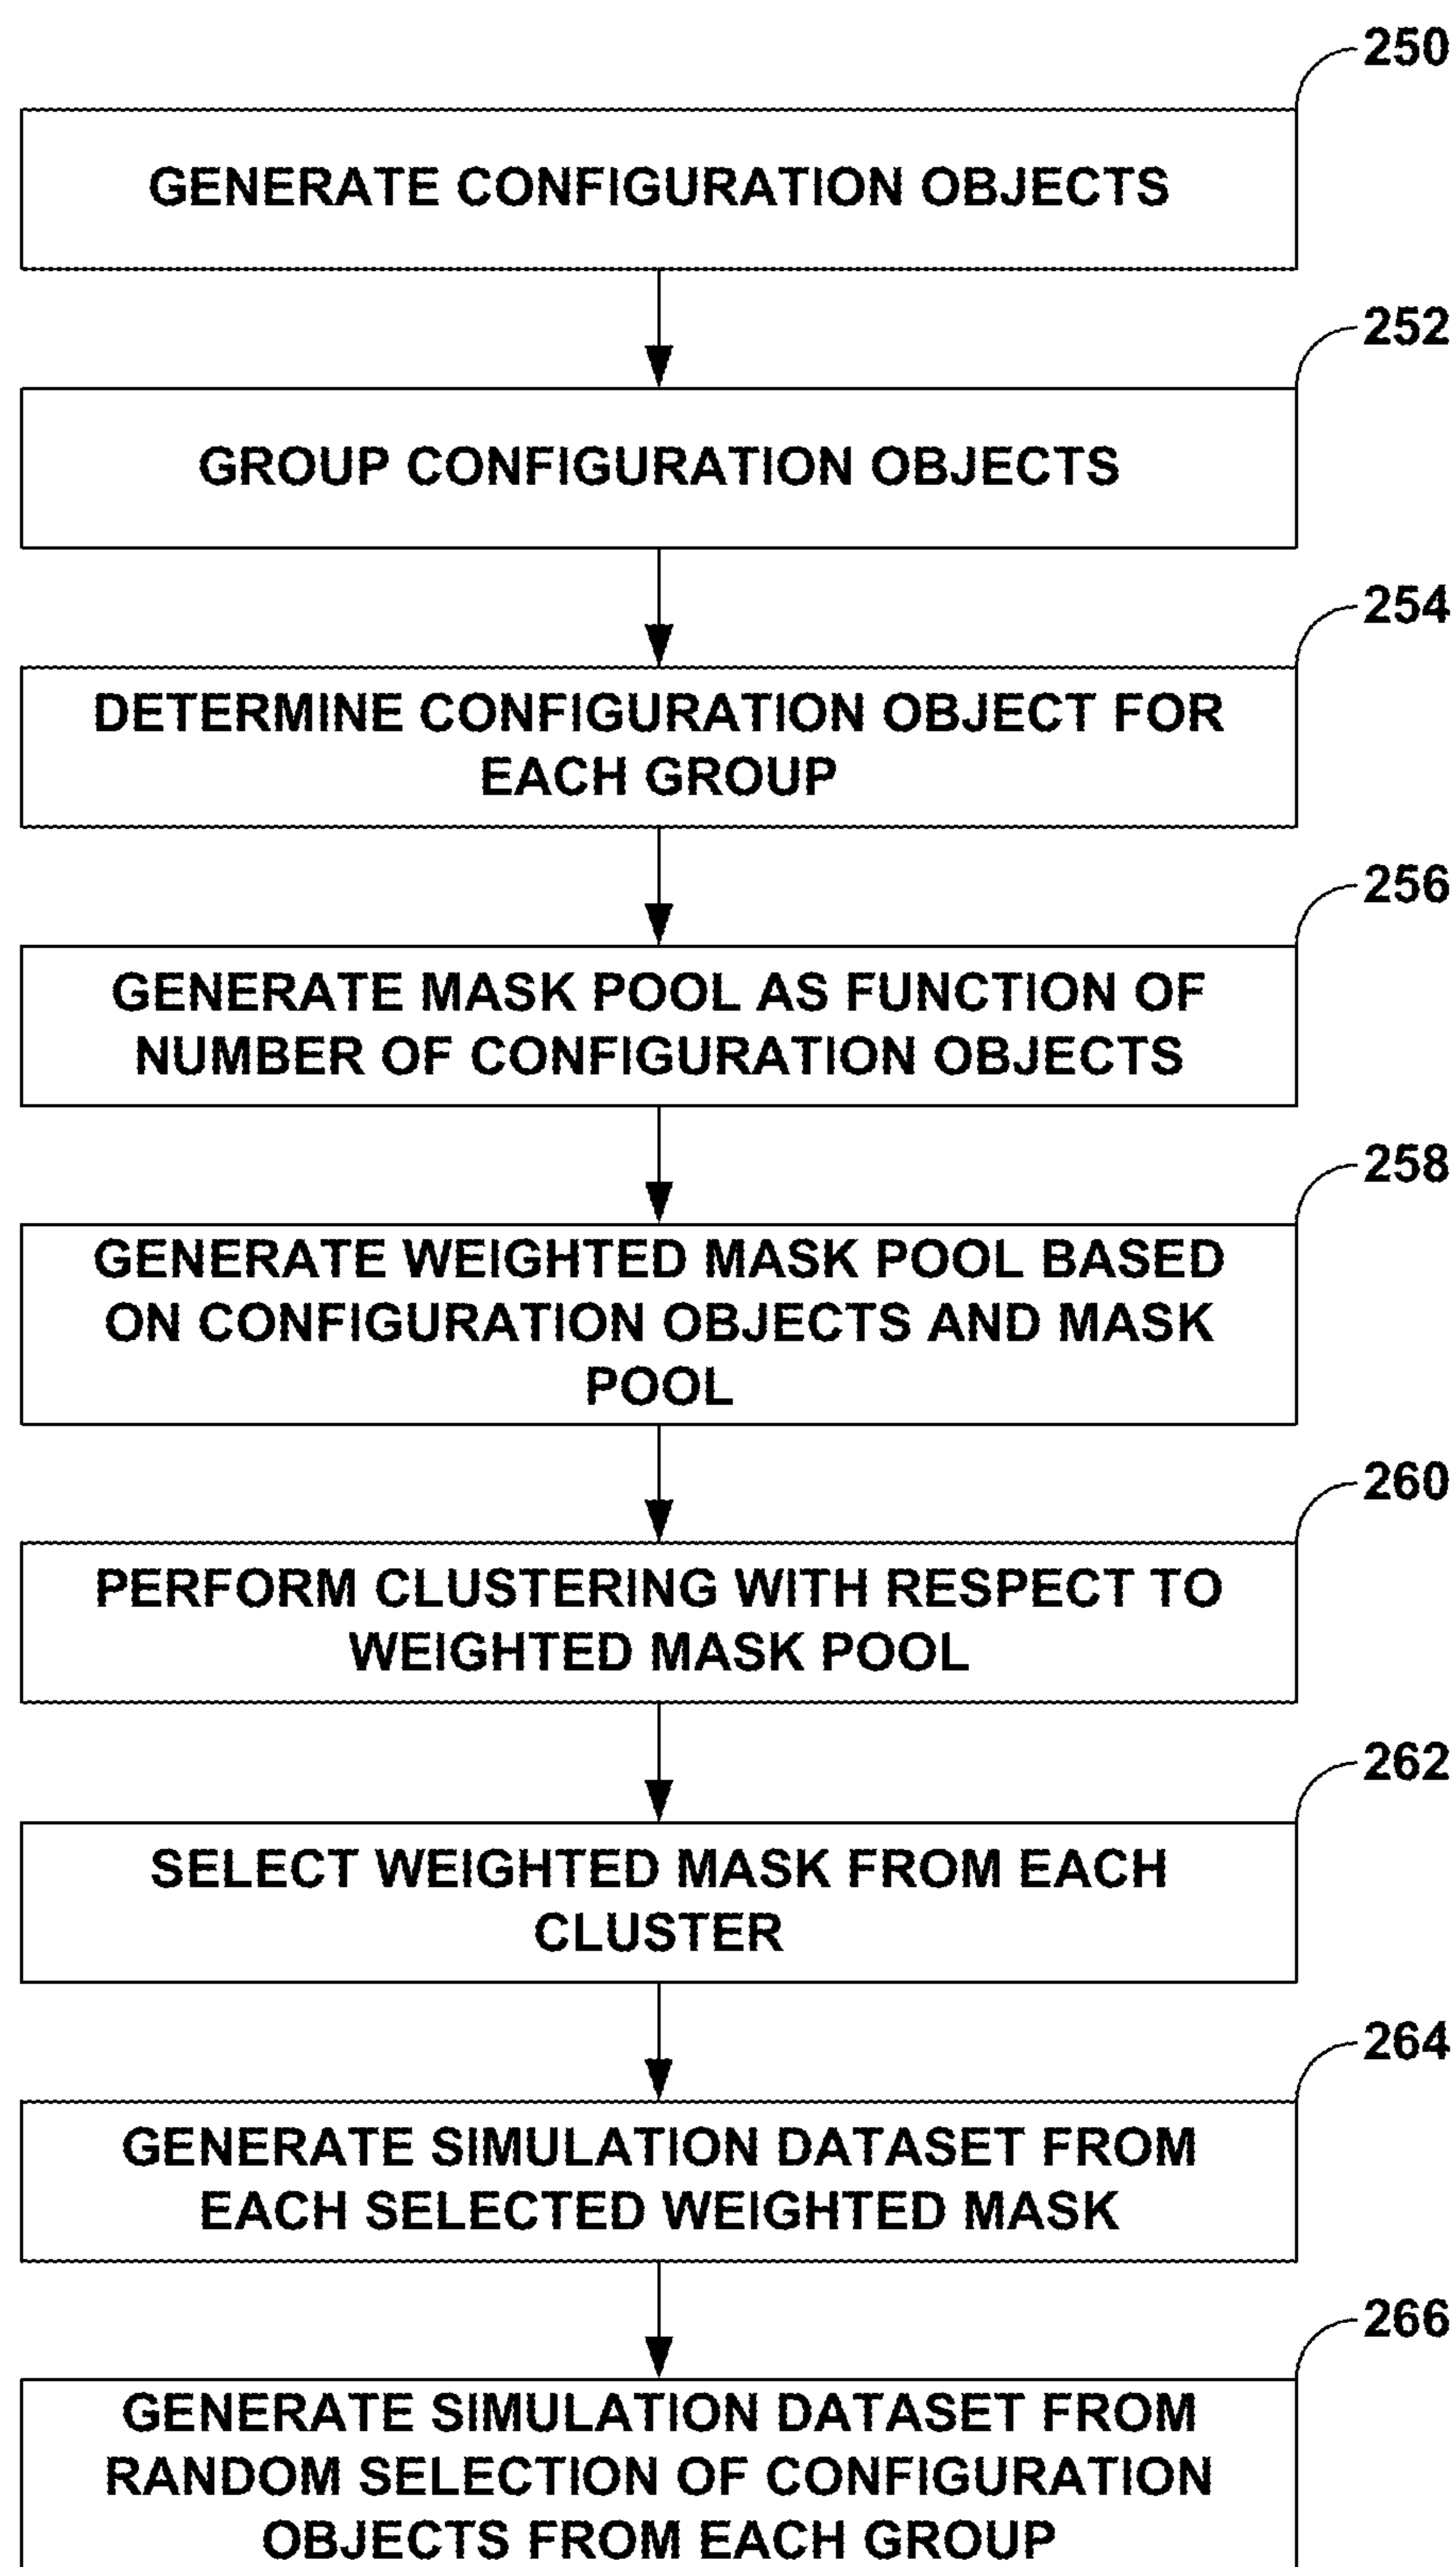 250
GENERATE CONFIGURATION OBJECTS
252
GROUP CONFIGURATION OBJECTS
254
DETERMINE CONFIGURATION OBJECT FOR
EACH GROUP
256
GENERATE MASK POOL AS FUNCTION OF
NUMBER OF CONFIGURATION OBJECTS
258
GENERATE WEIGHTED MASK POOL BASED
ON CONFIGURATION OBJECTS AND MASK
POOL
260
PERFORM CLUSTERING WITH RESPECT TO
WEIGHTED MASK POOL
262
SELECT WEIGHTED MASK FROM EACH
CLUSTER
264
GENERATE SIMULATION DATASET FROM
EACH SELECTED WEIGHTED MASK
266
GENERATE SIMULATION DATASET FROM
RANDOM SELECTION OF CONFIGURATION
OBJECTS FROM EACH GROUP